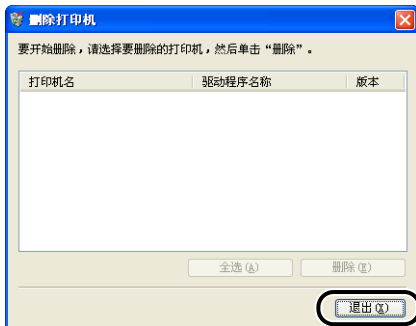 删除打印机
要开始删除，请选择要删除的打印机，然后单击“删除”。
打印机名 驱动程序名称 版本
全选(A) 删除(E)
退出(X)